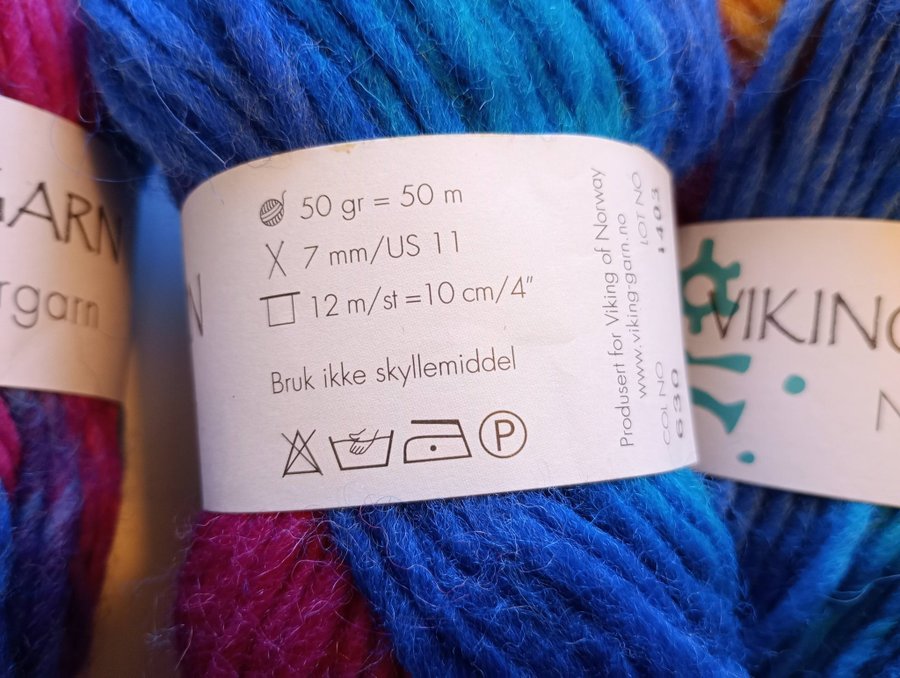 GARN
rgarn
N
50 gr = 50 m
7 mm/US 11
12 m/st =10 cm/4"
Bruk ikke skyllemiddel
P
Produsert for Viking of Norway
www.viking-garn.no
COL NO LOT NO
530 1403
VIKING
N